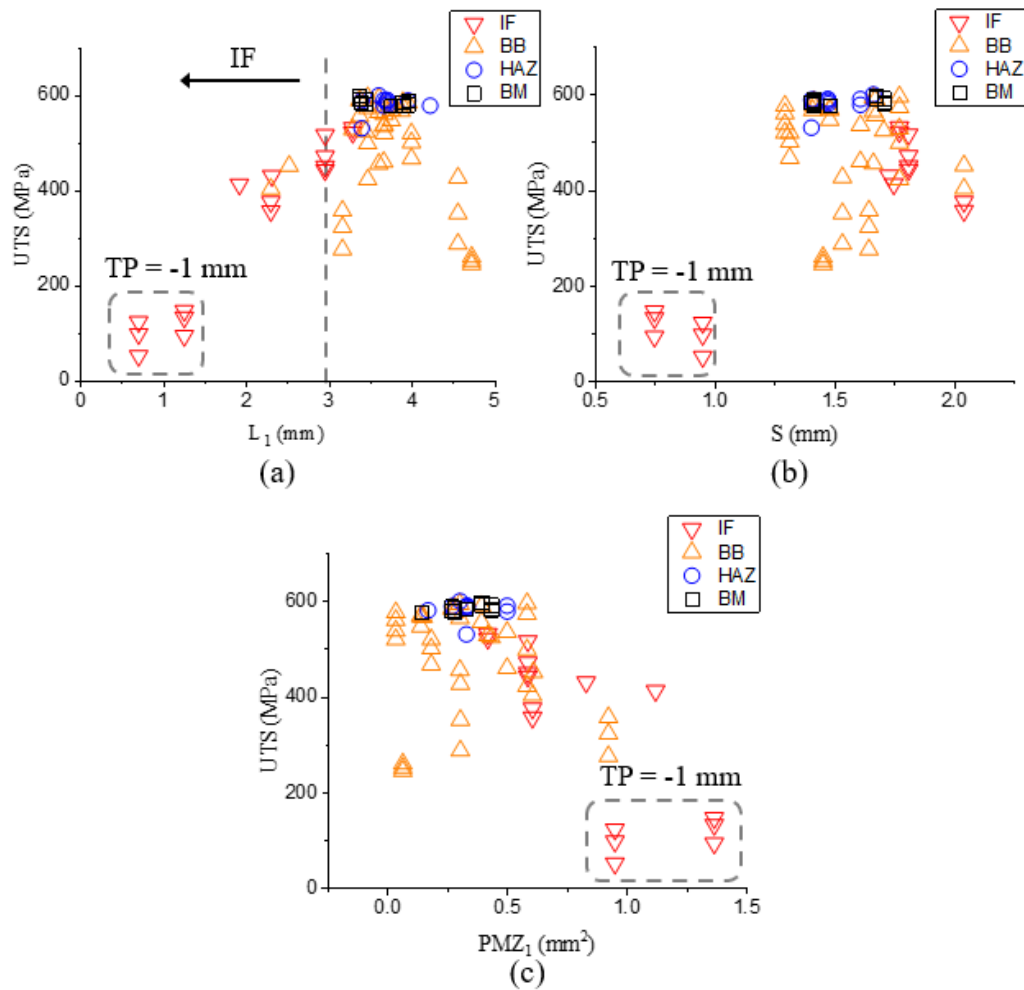 IF
BB
HAZ
BM
IF
TP = -1 mm
UTS (MPa)
600
400
200
0
0 1 2 3 4 5
L1 (mm)
(a)
IF
BB
HAZ
BM
TP = -1 mm
UTS (MPa)
600
400
200
0
0.5 1.0 1.5 2.0
S (mm)
(b)
IF
BB
HAZ
BM
TP = -1 mm
UTS (MPa)
600
400
200
0
0.0 0.5 1.0 1.5
PMZ1 (mm²)
(c)